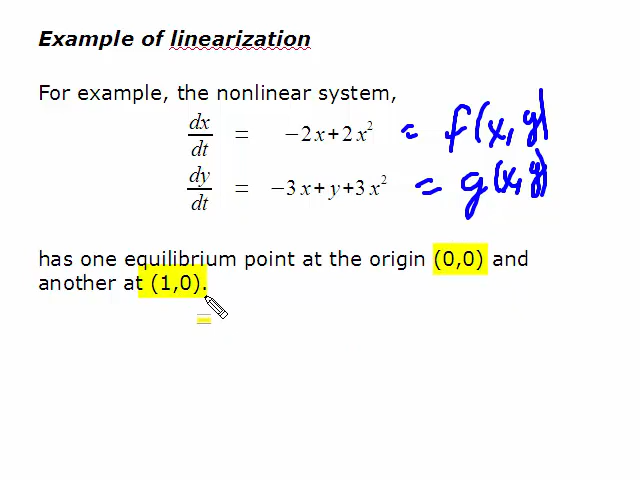 Example of linearization
For example, the nonlinear system,
dx/dt = −2x+2x² = f(x,y)
dy/dt = −3x+y+3x² = g(x,y)
has one equilibrium point at the origin (0,0) and
another at (1,0).